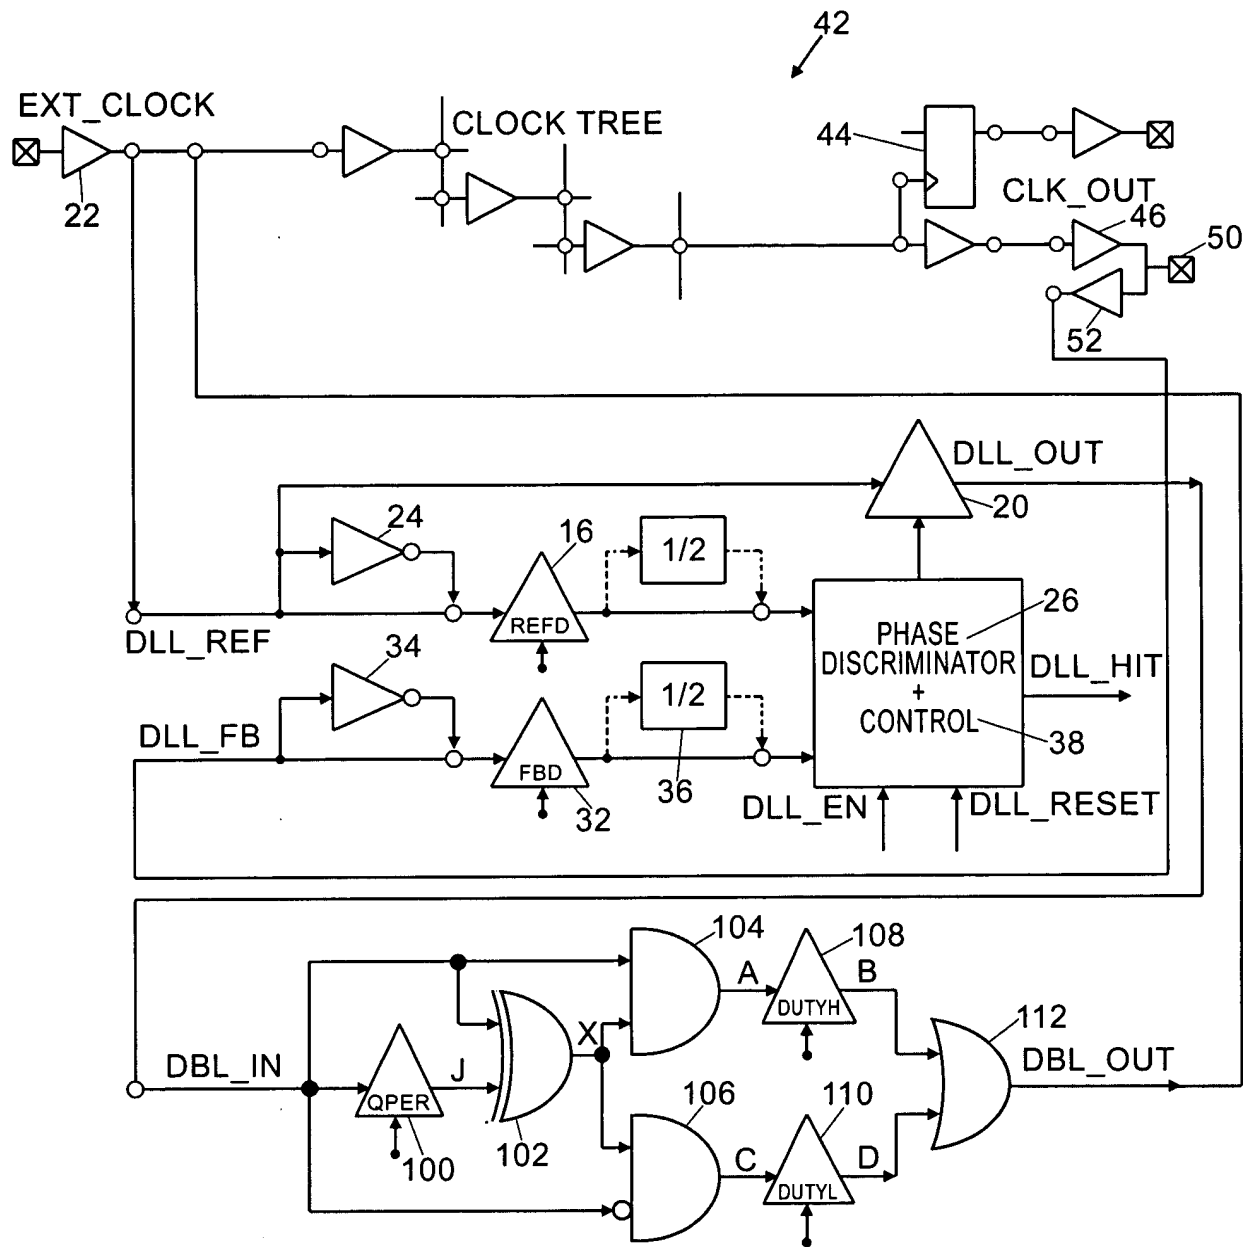 42
EXT_CLOCK
CLOCK TREE
44
22
CLK_OUT
46
50
52
DLL_OUT
20
24
16
1/2
REFD
DLL_REF
PHASE
DISCRIMINATOR
+
CONTROL
26
38
DLL_HIT
34
1/2
DLL_FB
FBD
32
36
DLL_EN
DLL_RESET
104
108
A
B
DUTYH
112
X
DBL_IN
J
QPER
DBL_OUT
100
102
106
110
C
D
DUTYL